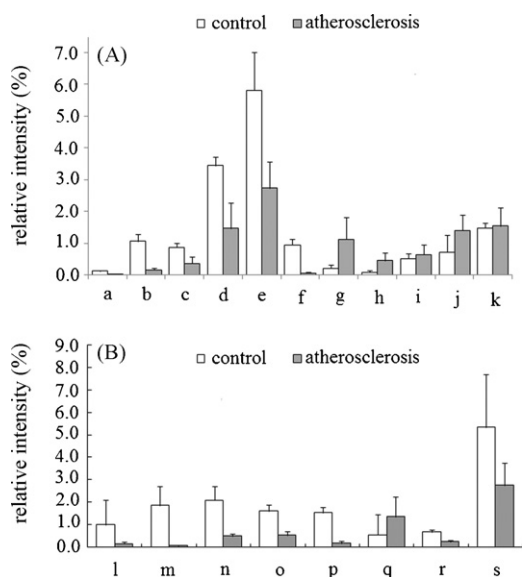 control atherosclerosis
(A)
relative intensity (%)
7.0
6.0
5.0
4.0
3.0
2.0
1.0
0.0
a b c d e f g h i j k
(B)
control atherosclerosis
relative intensity (%)
9.0
8.0
7.0
6.0
5.0
4.0
3.0
2.0
1.0
0.0
l m n o p q r s